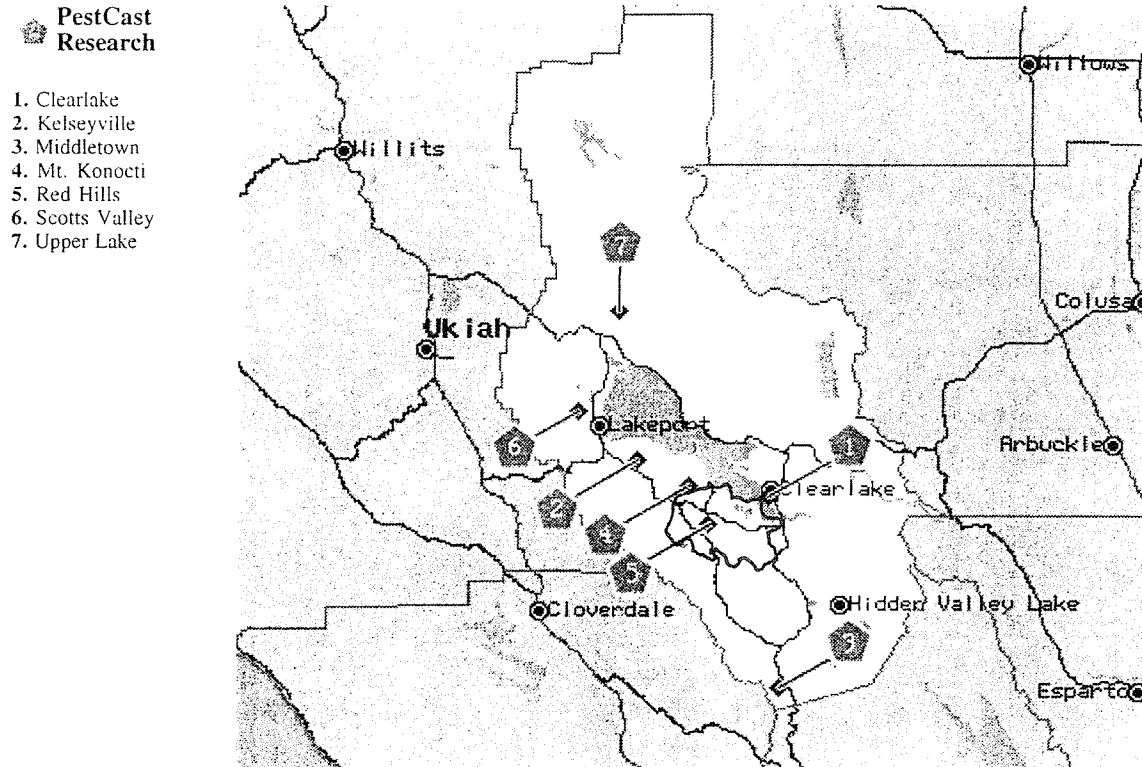 PestCast
Research
1. Clearlake
2. Kelseyville
3. Middletown
4. Mt. Konocti
5. Red Hills
6. Scotts Valley
7. Upper Lake
Willows
Willits
7
Colusa
Ukiah
Lakeport
6
1
Arbuckle
Clearlake
2
4
5
Cloverdale
Hidden Valley Lake
3
Esparto